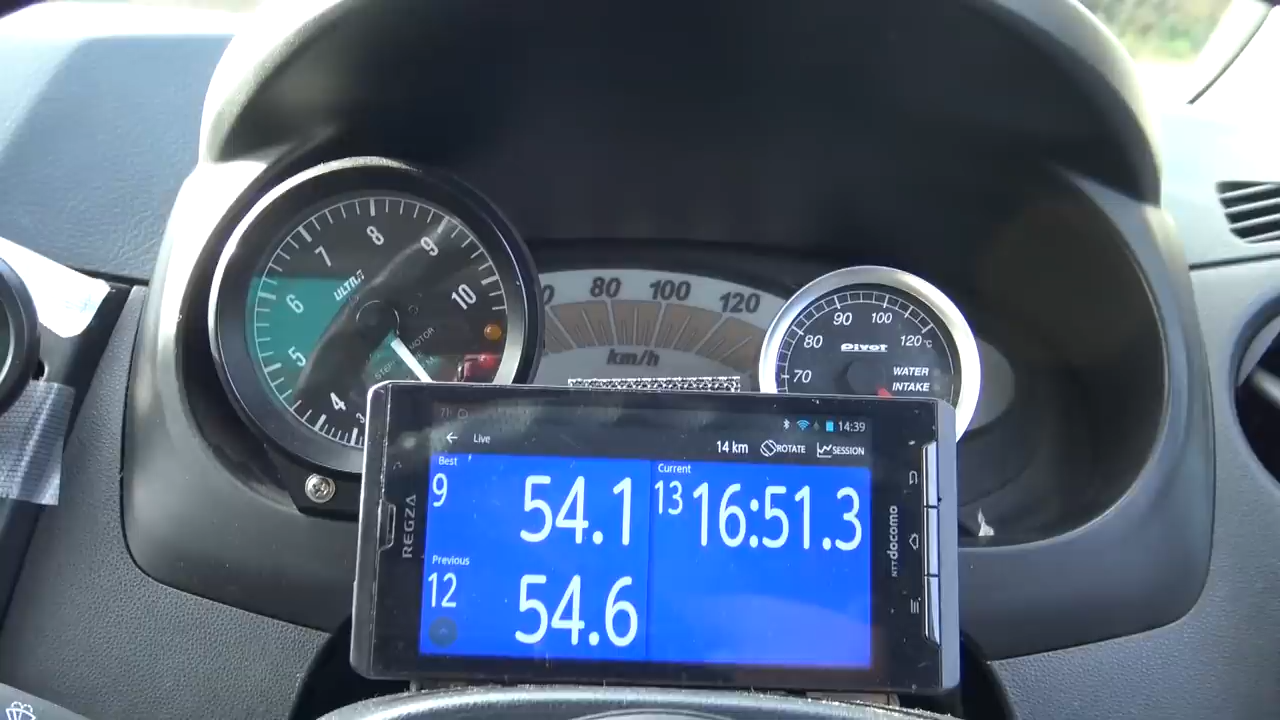 4
5
6
7
8
9
10
ULTRA
STEP MOTOR
80
100
120
km/h
70
80
90
100
120°C
Pivot
WATER
INTAKE
14:39
Live
14 km
ROTATE
SESSION
Best
9
54.1
Current
13
16:51.3
Previous
12
54.6
REGZA
NTT docomo